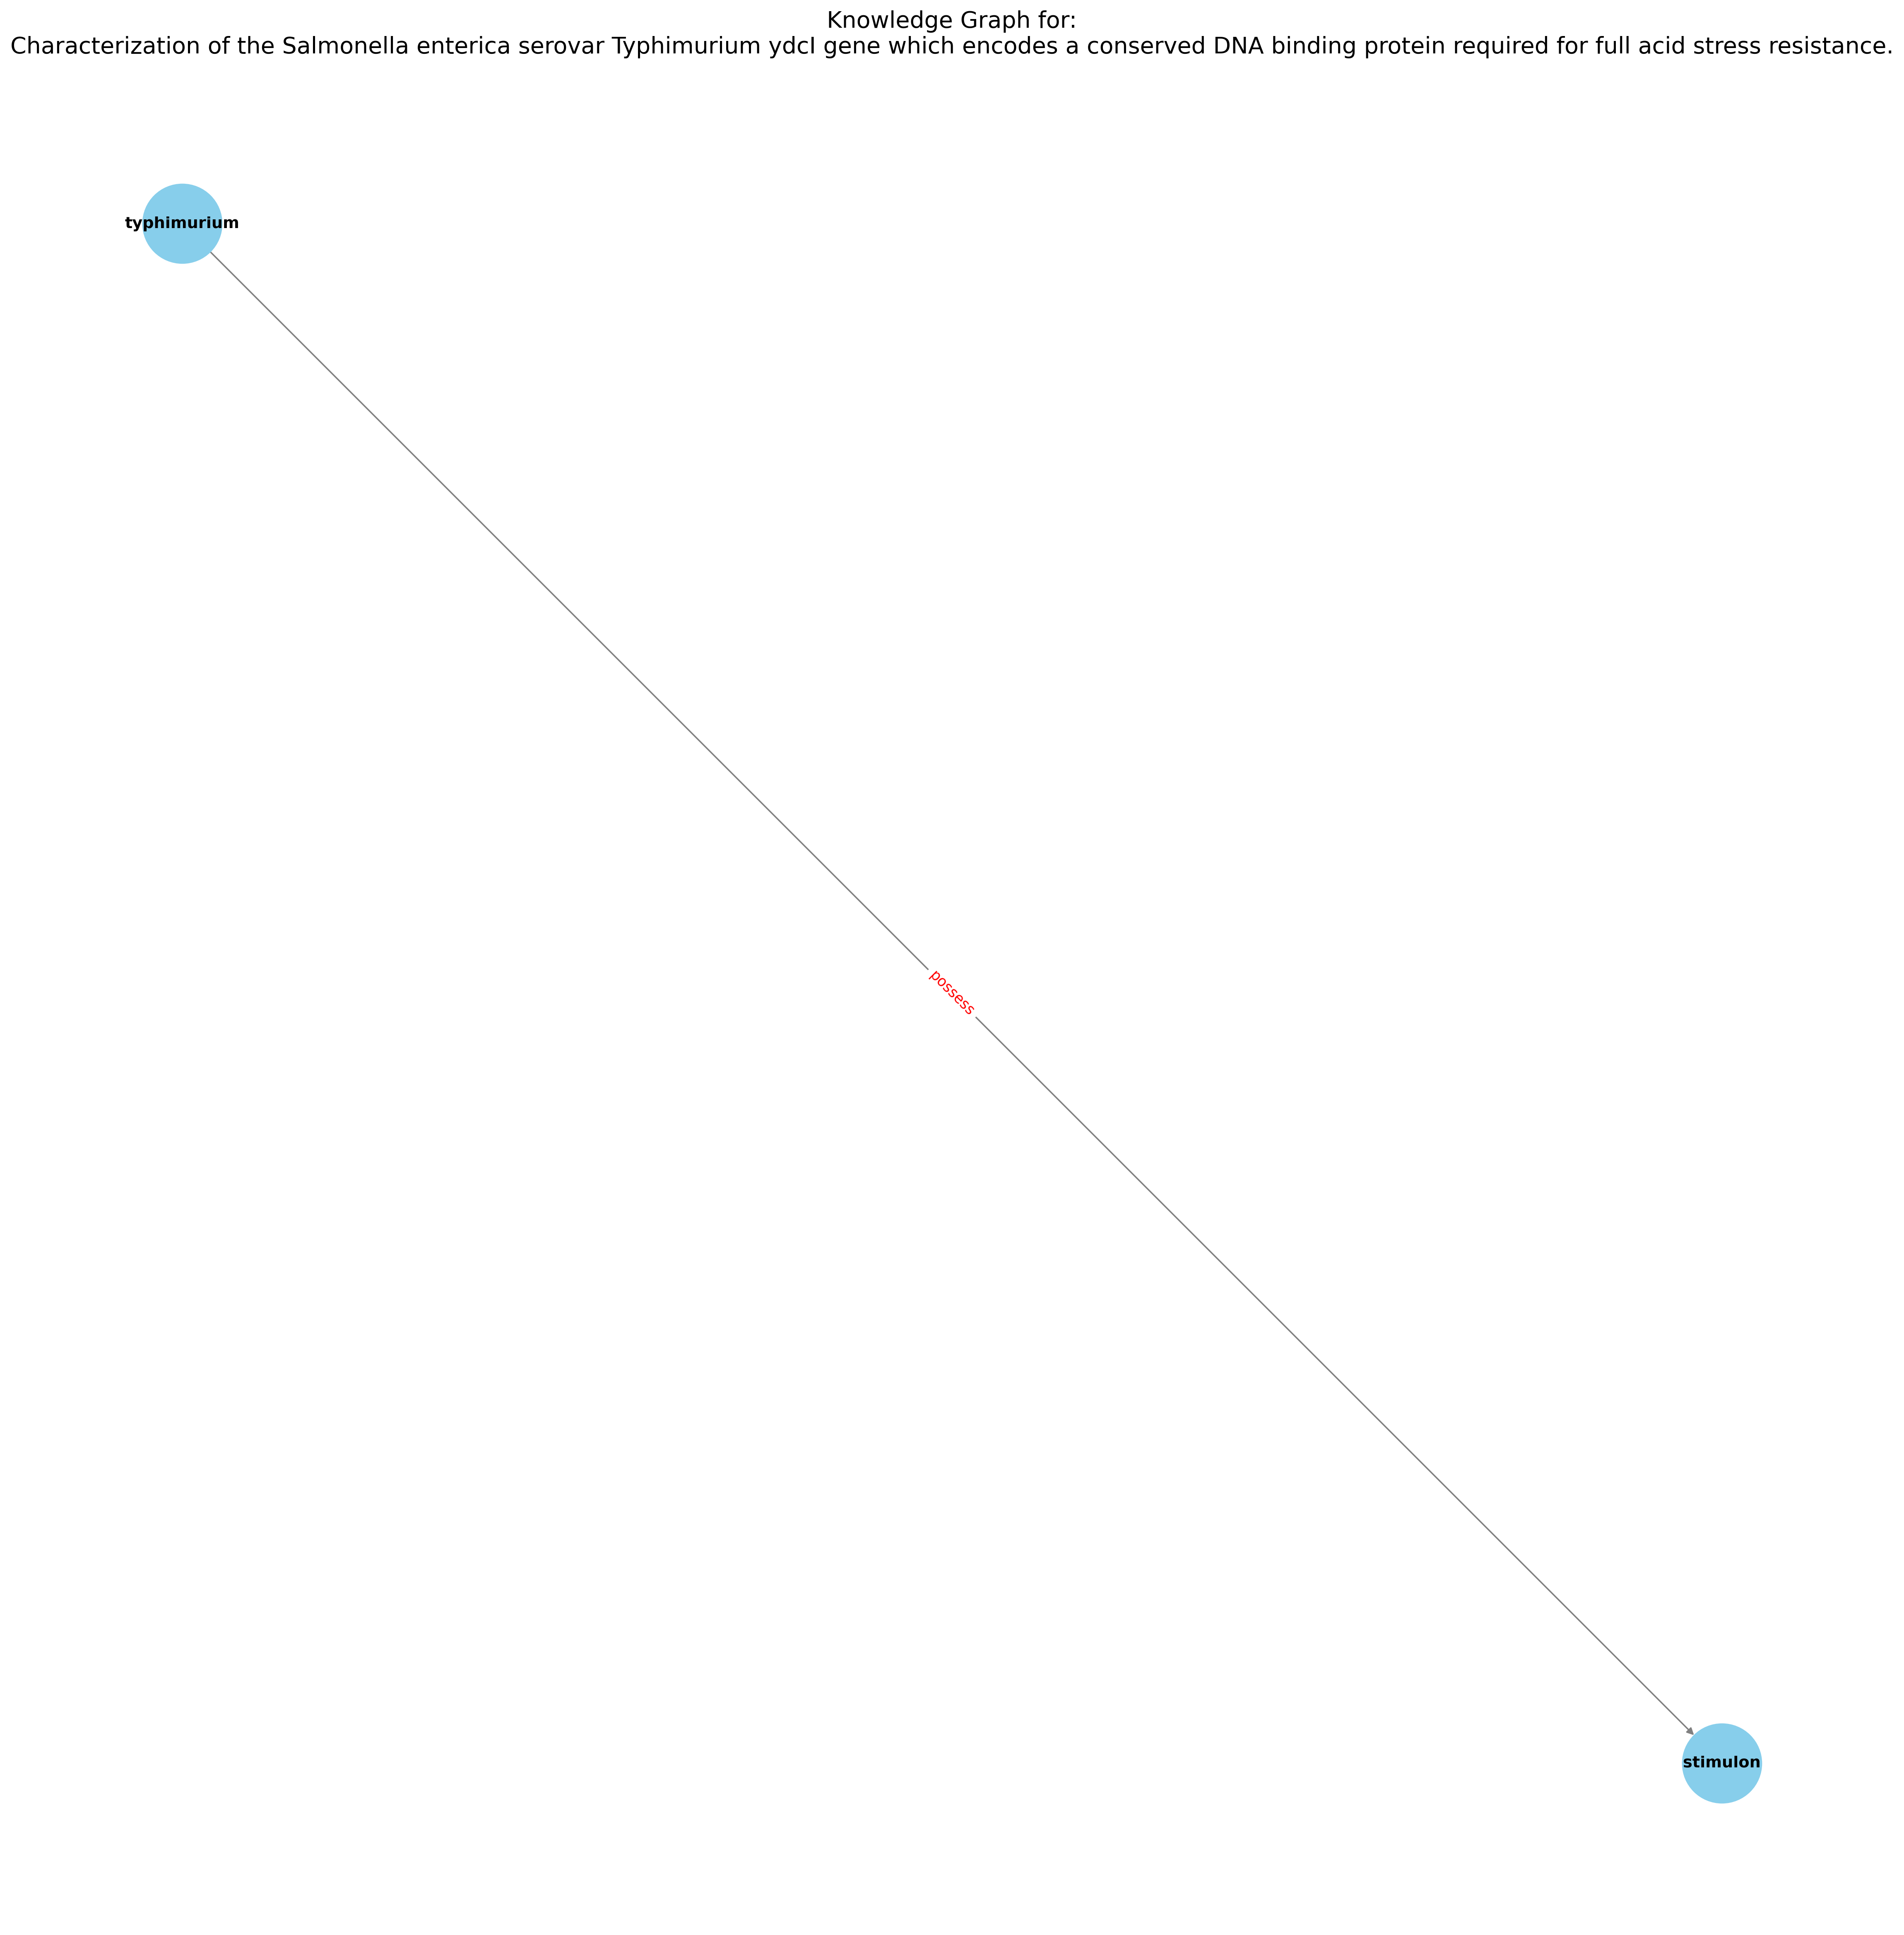 Knowledge Graph for:
Characterization of the Salmonella enterica serovar Typhimurium ydcI gene which encodes a conserved DNA binding protein required for full acid stress resistance.
typhimurium
possess
stimulon